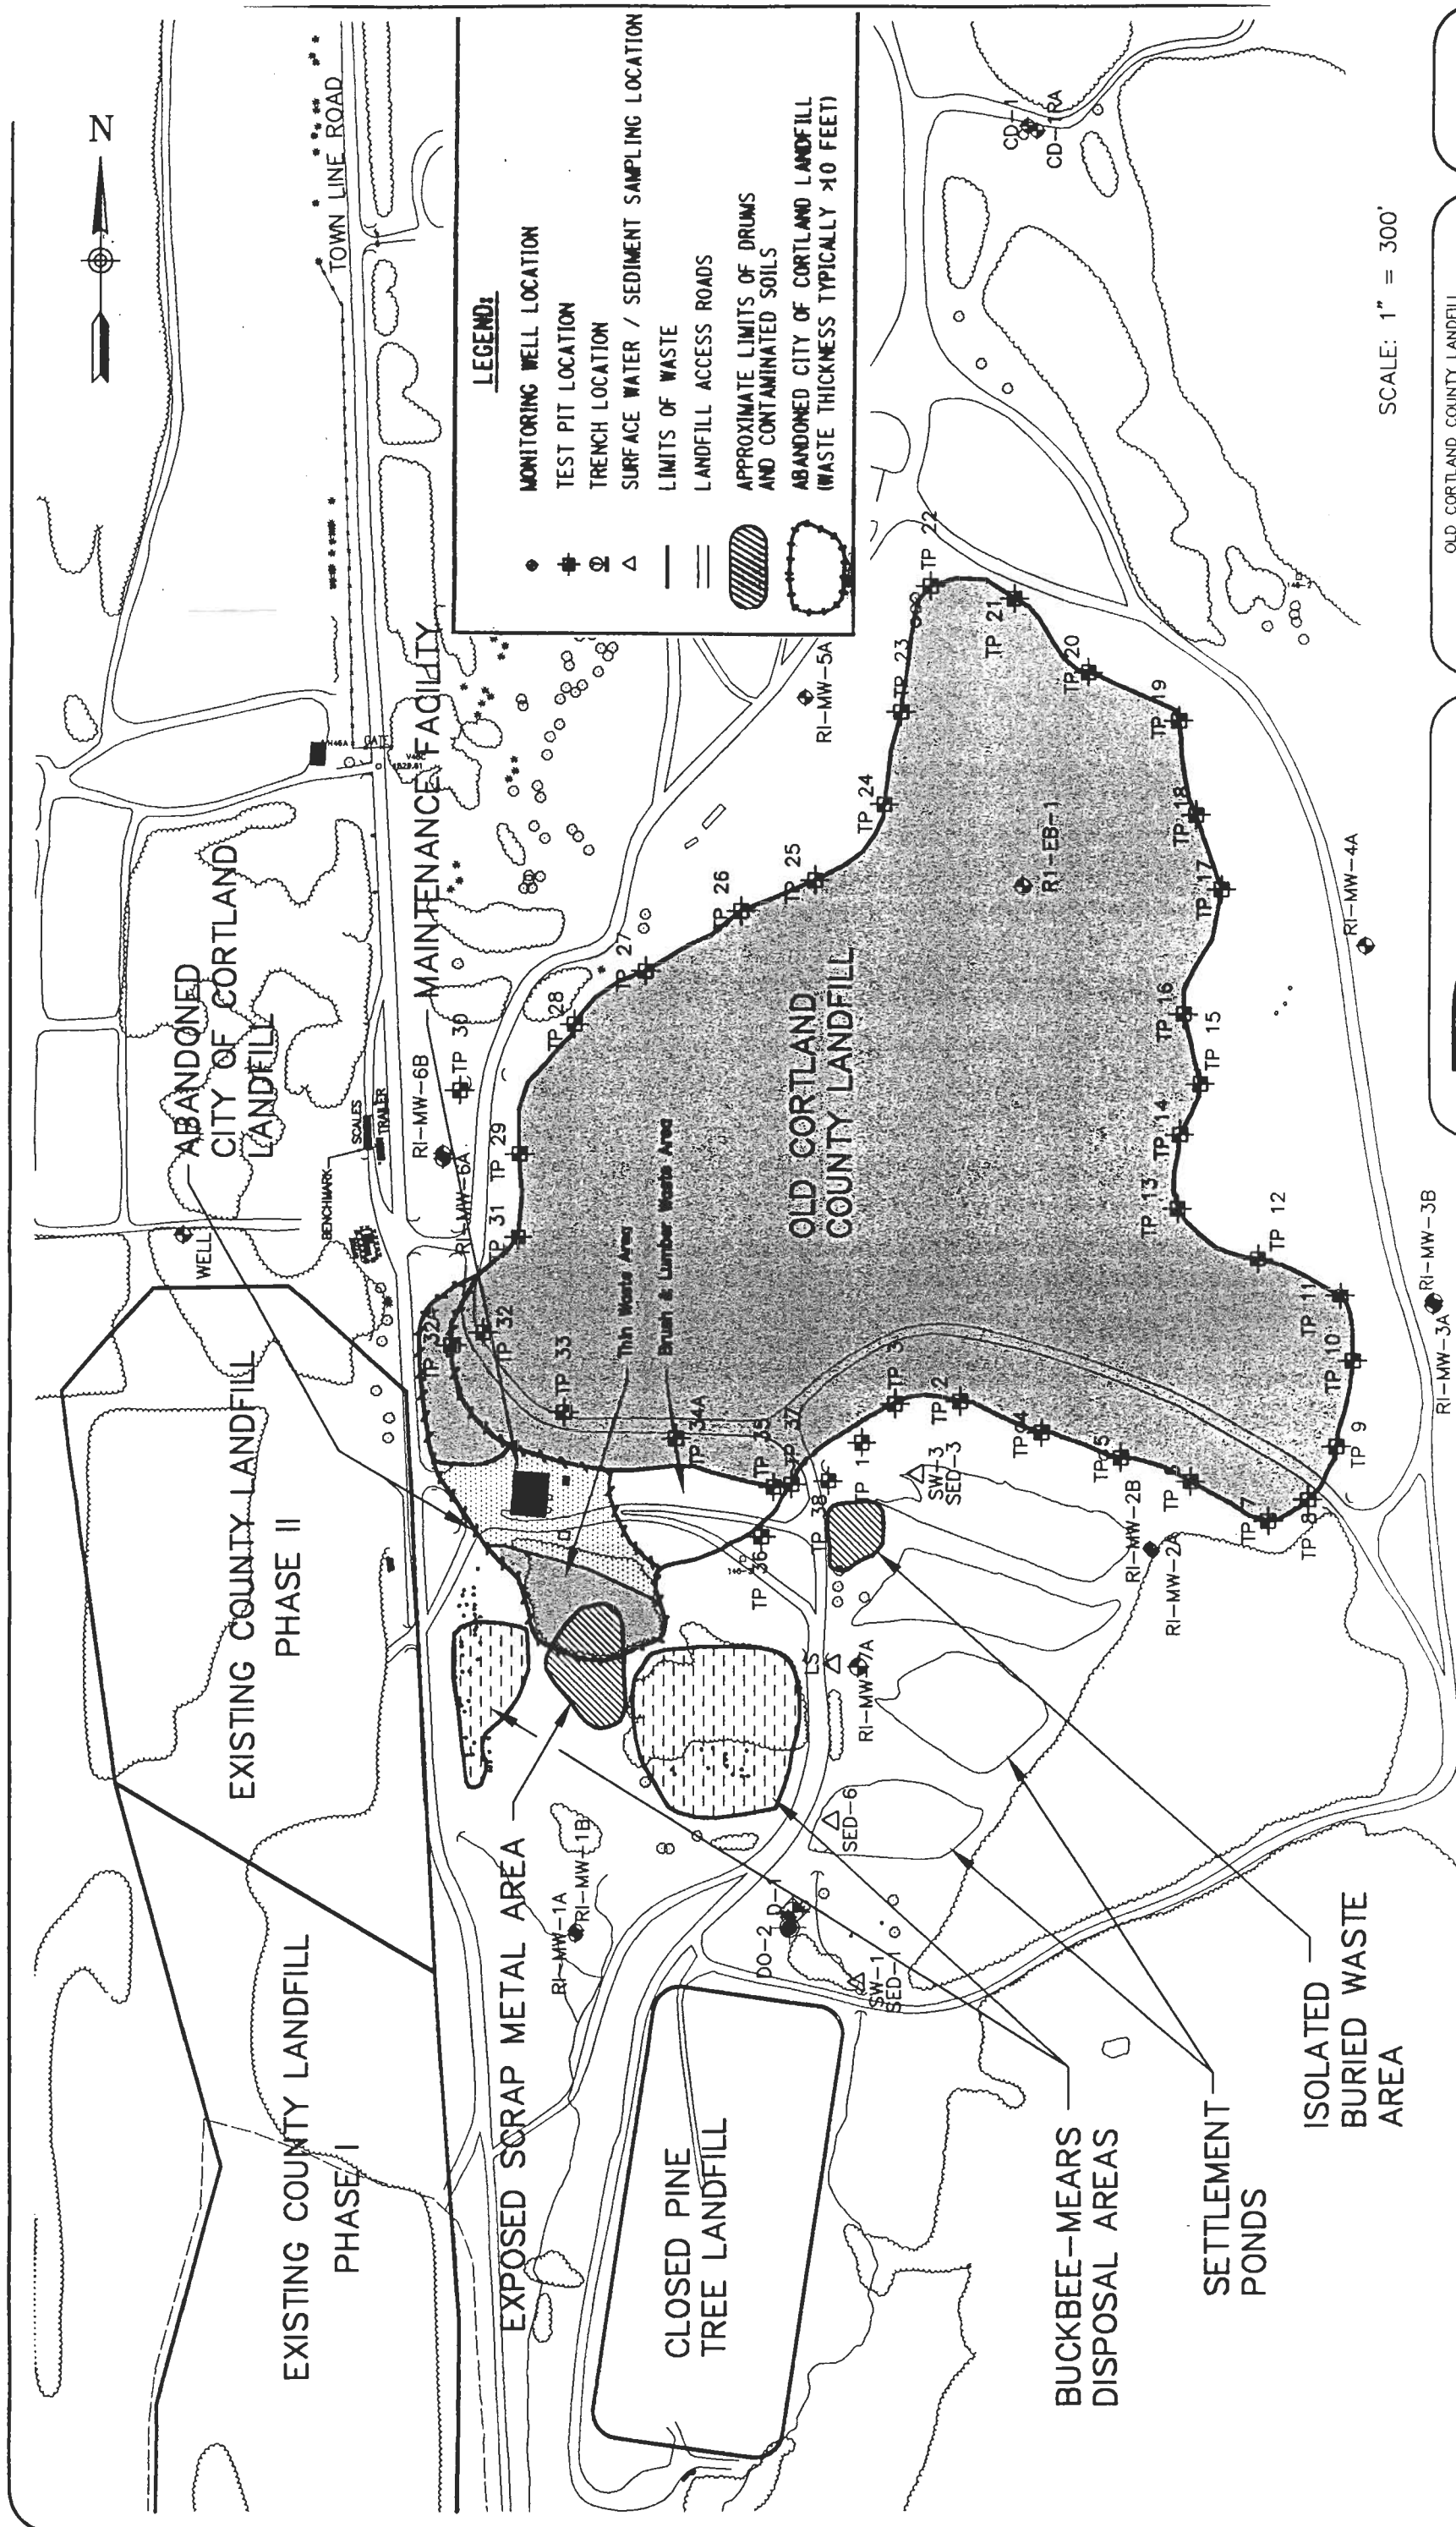 N
TOWN LINE ROAD
LEGEND:
MONITORING WELL LOCATION
TEST PIT LOCATION
TRENCH LOCATION
SURFACE WATER / SEDIMENT SAMPLING LOCATION
LIMITS OF WASTE
LANDFILL ACCESS ROADS
APPROXIMATE LIMITS OF DRUMS
AND CONTAMINATED SOILS
ABANDONED CITY OF CORTLAND LANDFILL
(WASTE THICKNESS TYPICALLY >10 FEET)
EXISTING COUNTY LANDFILL
PHASE I
EXISTING COUNTY LANDFILL
PHASE II
ABANDONED
CITY OF CORTLAND
LANDFILL
WELL
BENCHMARK
SCALES
TRAILER
GATE
MAINTENANCE FACILITY
RI-MW-6B
RI-MW-6A
TP 30
TP 31
TP 29
TP 28
TP 27
TP 26
TP 25
TP 24
TP 23
TP 22
TP 21
TP 20
TP 19
TP 18
TP 17
TP 16
TP 15
TP 14
TP 13
TP 12
TP 11
TP 10
TP 9
TP 8
TP 7
TP 6
TP 5
TP 4
TP 2
TP 3
TP 1
TP 38
TP 37
TP 35
TP 36
TP 34A
TP 33
TP 32
TP 32A
Thin Waste Area
Brush & Lumber Waste Area
OLD CORTLAND
COUNTY LANDFILL
RI-EB-1
RI-MW-5A
RI-MW-4A
RI-MW-3B
RI-MW-3A
RI-MW-2B
RI-MW-2A
SW-3
SED-3
LS
RI-MW-7A
SED-6
RI-MW-1A
RI-MW-1B
DO-2
D-1
SW-1
SED-1
CD-1
CD-1RA
EXPOSED SCRAP METAL AREA
CLOSED PINE
TREE LANDFILL
BUCKBEE-MEARS
DISPOSAL AREAS
SETTLEMENT
PONDS
ISOLATED
BURIED WASTE
AREA
SCALE: 1" = 300'
OLD CORTLAND COUNTY LANDFILL